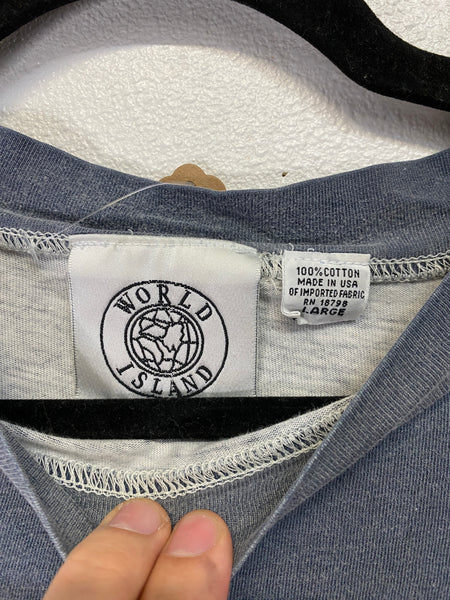 WORLD
ISLAND
100% COTTON
MADE IN USA
OF IMPORTED FABRIC
RN 18798
LARGE